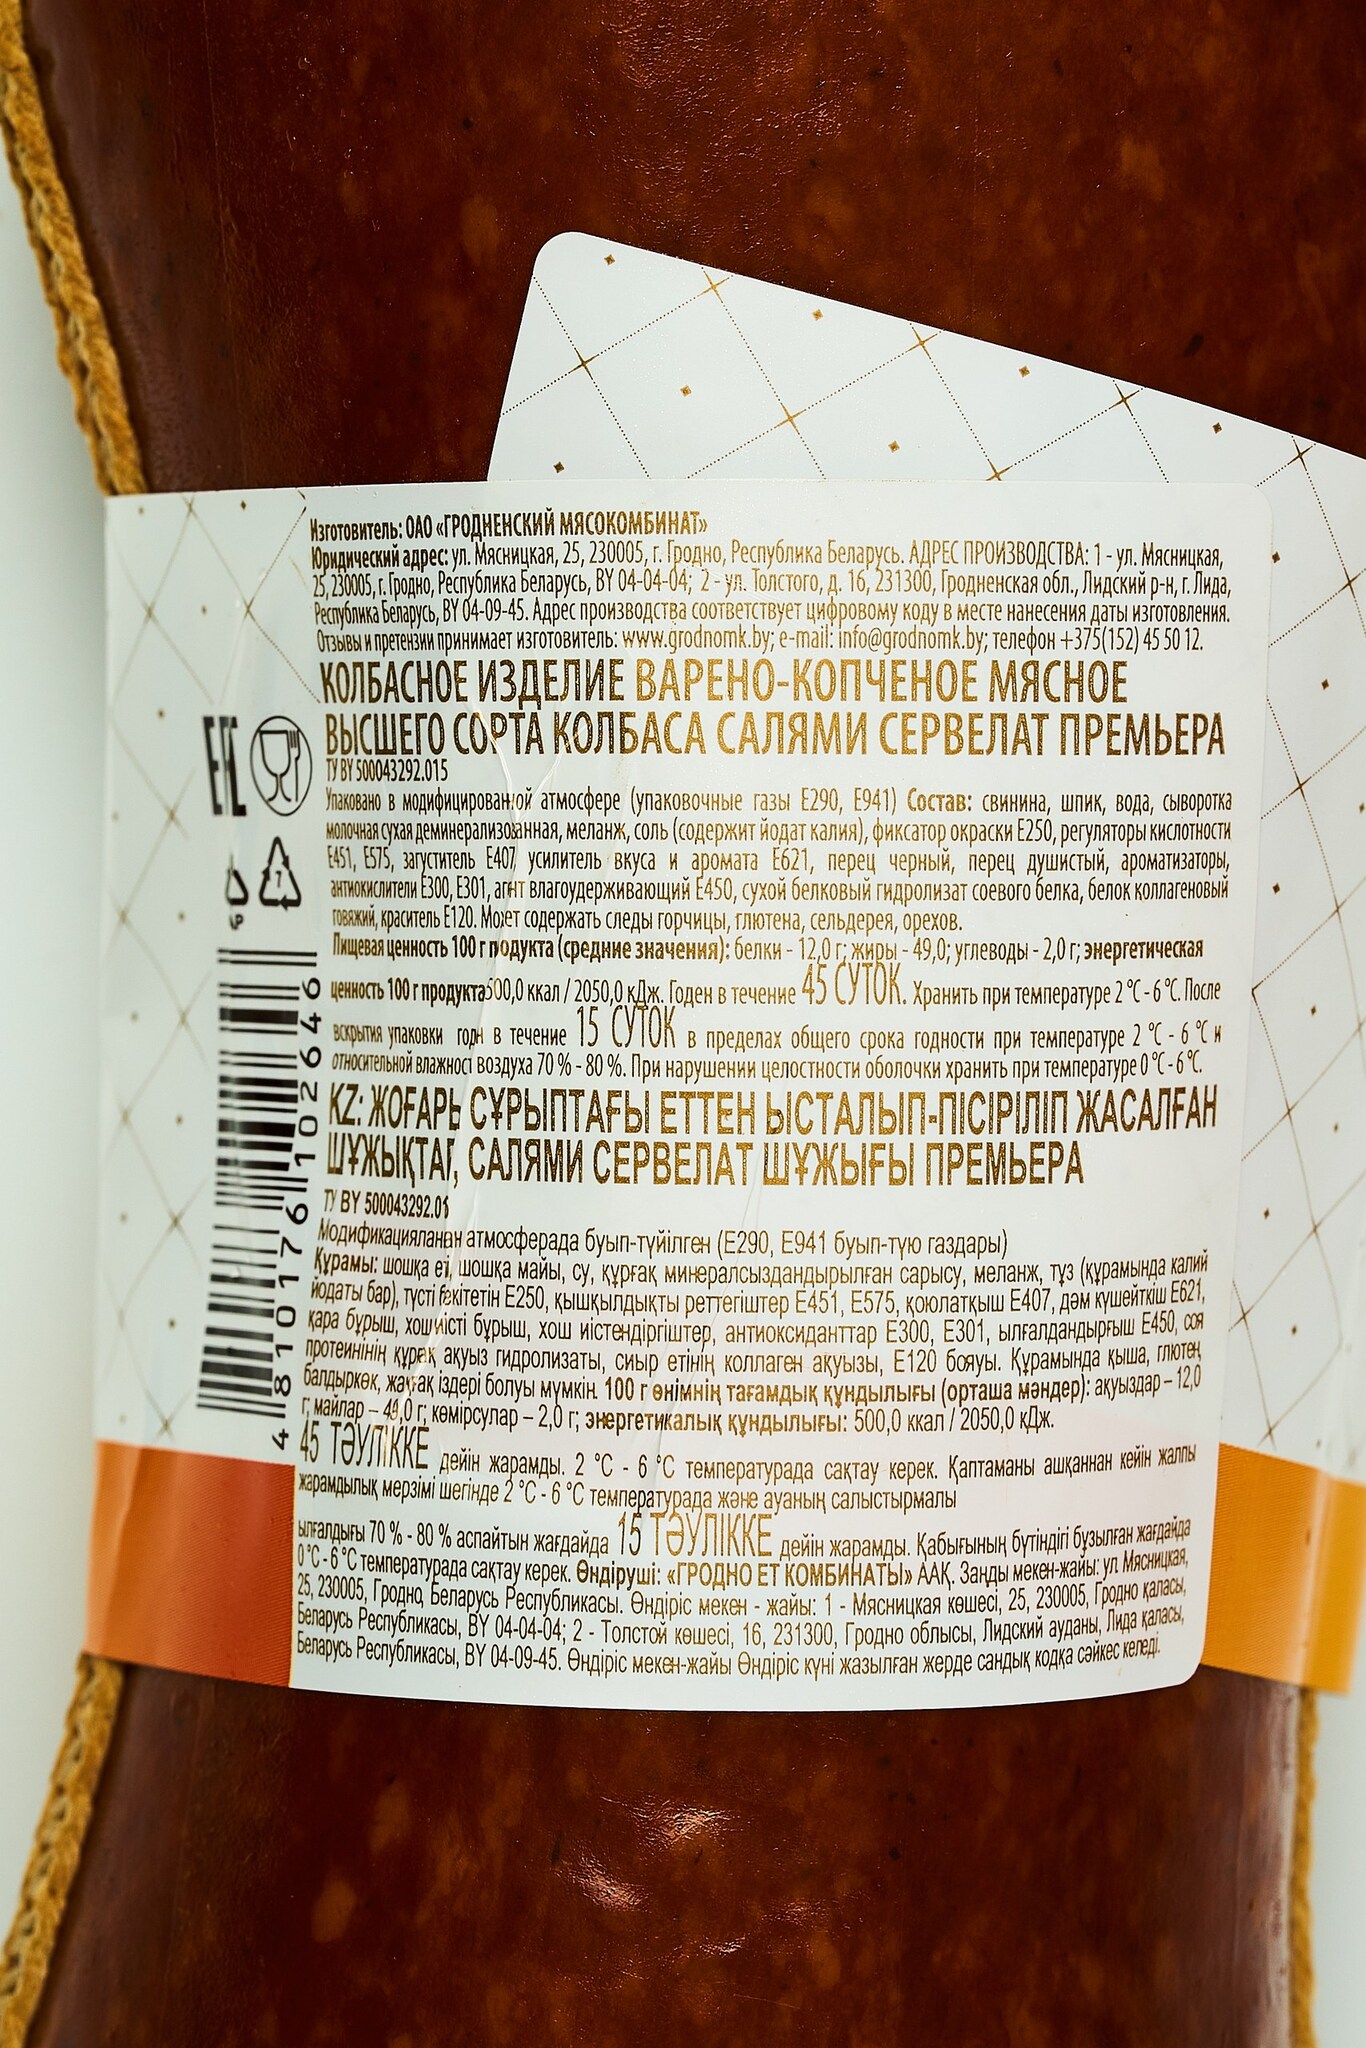 Изготовитель: ОАО «ГРОДНЕНСКИЙ МЯСОКОМБИНАТ»
Юридический адрес: ул. Мясницкая, 25, 230005, г. Гродно, Республика Беларусь. АДРЕС ПРОИЗВОДСТВА: 1 - ул. Мясницкая,
25, 230005, г. Гродно, Республика Беларусь, BY 04-04-04; 2 - ул. Толстого, д. 16, 231300, Гродненская обл., Лидский р-н, г. Лида,
Республика Беларусь, BY 04-09-45. Адрес производства соответствует цифровому коду в месте нанесения даты изготовления.
Отзывы и претензии принимает изготовитель: www.grodnomk.by; e-mail: info@grodnomk.by; телефон +375(152) 45 50 12.
КОЛБАСНОЕ ИЗДЕЛИЕ ВАРЕНО-КОПЧЕНОЕ МЯСНОЕ
ВЫСШЕГО СОРТА КОЛБАСА САЛЯМИ СЕРВЕЛАТ ПРЕМЬЕРА
ТУ BY 500043292.015
Упаковано в модифицированной атмосфере (упаковочные газы Е290, Е941) Состав: свинина, шпик, вода, сыворотка
молочная сухая деминерализованная, меланж, соль (содержит йодат калия), фиксатор окраски Е250, регуляторы кислотности
Е451, Е575, загуститель Е407, усилитель вкуса и аромата Е621, перец черный, перец душистый, ароматизаторы,
антиокислители Е300, Е301, агент влагоудерживающий Е450, сухой белковый гидролизат соевого белка, белок коллагеновый
говяжий, краситель Е120. Может содержать следы горчицы, глютена, сельдерея, орехов.
Пищевая ценность 100 г продукта (средние значения): белки - 12,0 г; жиры - 49,0; углеводы - 2,0 г; энергетическая
ценность 100 г продукта 500,0 ккал / 2050,0 кДж. Годен в течение 45 СУТОК. Хранить при температуре 2 °С - 6 °С. После
вскрытия упаковки годен в течение 15 СУТОК в пределах общего срока годности при температуре 2 °С - 6 °С и
относительной влажности воздуха 70 % - 80 %. При нарушении целостности оболочки хранить при температуре 0 °С - 6 °С.
KZ: ЖОҒАРЫ СҰРЫПТАҒЫ ЕТТЕН ЫСТАЛЫП-ПІСІРІЛІП ЖАСАЛҒАН
ШҰЖЫҚТАР, САЛЯМИ СЕРВЕЛАТ ШҰЖЫҒЫ ПРЕМЬЕРА
ТУ BY 500043292.015
Модификацияланған атмосферада буып-түйілген (Е290, Е941 буып-түю газдары)
Құрамы: шошқа еті, шошқа майы, су, құрғақ минералсыздандырылған сарысу, меланж, тұз (құрамында калий
йодаты бар), түсті бекітетін Е250, қышқылдықты реттегіштер Е451, Е575, қоюлатқыш Е407, дәм күшейткіш Е621,
қара бұрыш, хош иісті бұрыш, хош иістендіргіштер, антиоксиданттар Е300, Е301, ылғалдандырғыш Е450, соя
протеинінің құрғақ ақуыз гидролизаты, сиыр етінің коллаген ақуызы, Е120 бояуы. Құрамында қыша, глютен,
балдыркөк, жаңғақ іздері болуы мүмкін. 100 г өнімнің тағамдық құндылығы (орташа мәндер): ақуыздар – 12,0
г; майлар – 49,0 г; көмірсулар – 2,0 г; энергетикалық құндылығы: 500,0 ккал / 2050,0 кДж.
45 ТӘУЛІККЕ дейін жарамды. 2 °С - 6 °С температурада сақтау керек. Қаптаманы ашқаннан кейін жалпы
жарамдылық мерзімі шегінде 2 °С - 6 °С температурада және ауаның салыстырмалы
ылғалдығы 70 % - 80 % аспайтын жағдайда 15 ТӘУЛІККЕ дейін жарамды. Қабығының бүтіндігі бұзылған жағдайда
0 °С - 6 °С температурада сақтау керек. Өндіруші: «ГРОДНО ЕТ КОМБИНАТЫ» ААҚ. Заңды мекен-жайы: ул. Мясницкая,
25, 230005, Гродно, Беларусь Республикасы. Өндіріс мекен - жайы: 1 - Мясницкая көшесі, 25, 230005, Гродно қаласы,
Беларусь Республикасы, BY 04-04-04; 2 - Толстой көшесі, 16, 231300, Гродно облысы, Лидский ауданы, Лида қаласы,
Беларусь Республикасы, BY 04-09-45. Өндіріс мекен-жайы Өндіріс күні жазылған жерде сандық кодқа сәйкес келеді.
EAC
7
48101761102646